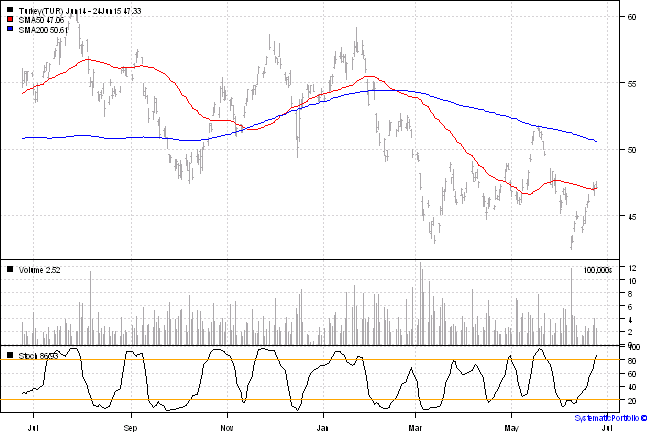 Turkey(TUR) Jun14 - 24Jun15 47.33
SMA50 47.06
SMA200 50.61
60
55
50
45
Volume 2.52
100,000s
12
10
8
6
4
2
0
Stoch 86.93
100
80
60
40
20
Jul Sep Nov Jan Mar May Jul
SystematicPortfolio ©